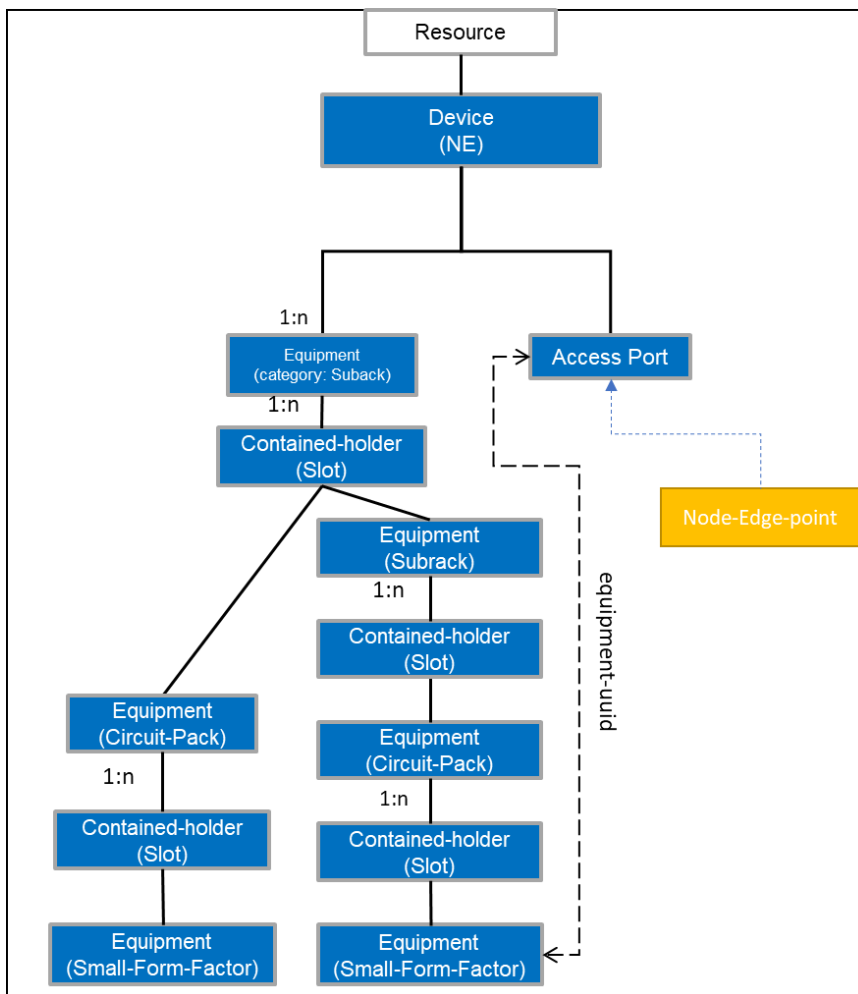 Resource
Device
(NE)
1:n
Equipment
(category: Suback)
Access Port
1:n
Contained-holder
(Slot)
Node-Edge-point
Equipment
(Subrack)
1:n
equipment-uuid
Contained-holder
(Slot)
Equipment
(Circuit-Pack)
1:n
Equipment
(Circuit-Pack)
1:n
Contained-holder
(Slot)
Contained-holder
(Slot)
Equipment
(Small-Form-Factor)
Equipment
(Small-Form-Factor)